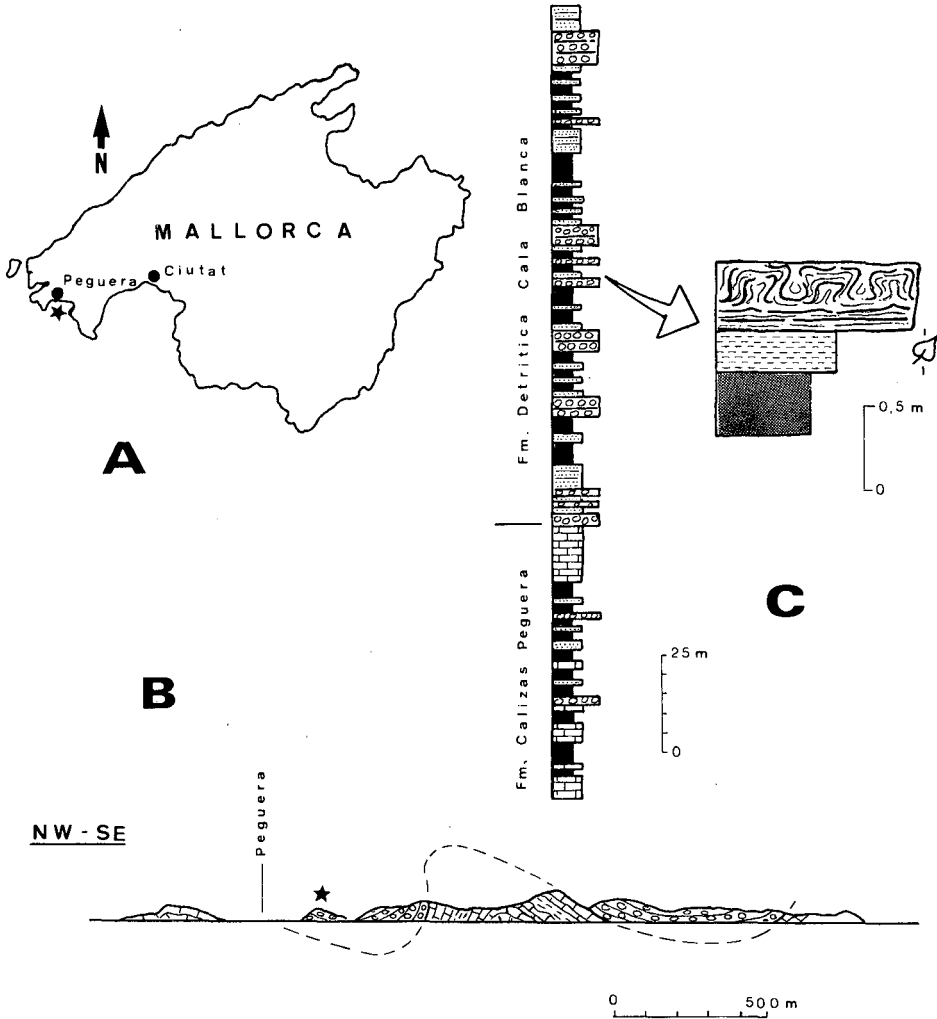 N
MALLORCA
Peguera
Ciutat
A
Fm. Detrítica Cala Blanca
0,5 m
0
C
Fm. Calizas Peguera
25 m
0
B
Peguera
NW - SE
0 500 m